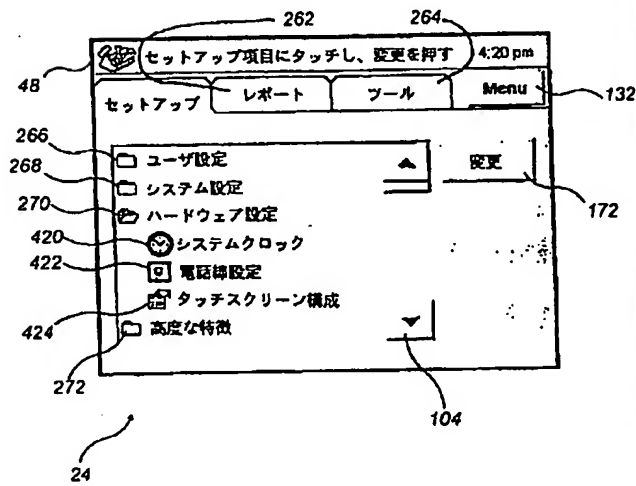 262
264
セットアップ項目にタッチし、変更を押す 4:20 pm
48
セットアップ レポート ツール Menu
132
266
ユーザ設定 変更
268
システム設定
172
270
ハードウェア設定
420
システムクロック
422
電話線設定
424
タッチスクリーン構成
高度な特徴
272
104
24